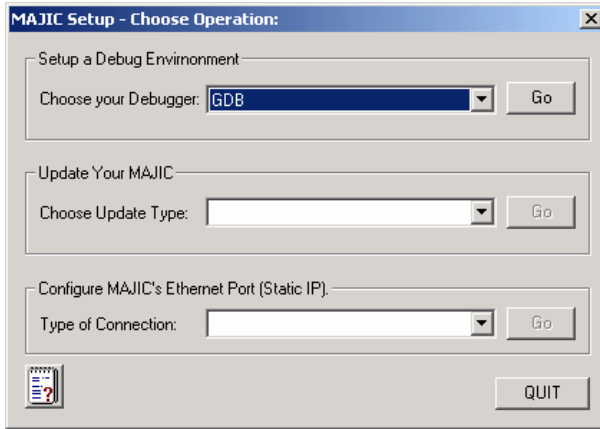 MAJIC Setup - Choose Operation:
Setup a Debug Envirnonment
Choose your Debugger: GDB Go
Update Your MAJIC
Choose Update Type: Go
Configure MAJIC's Ethernet Port (Static IP).
Type of Connection: Go
?
QUIT